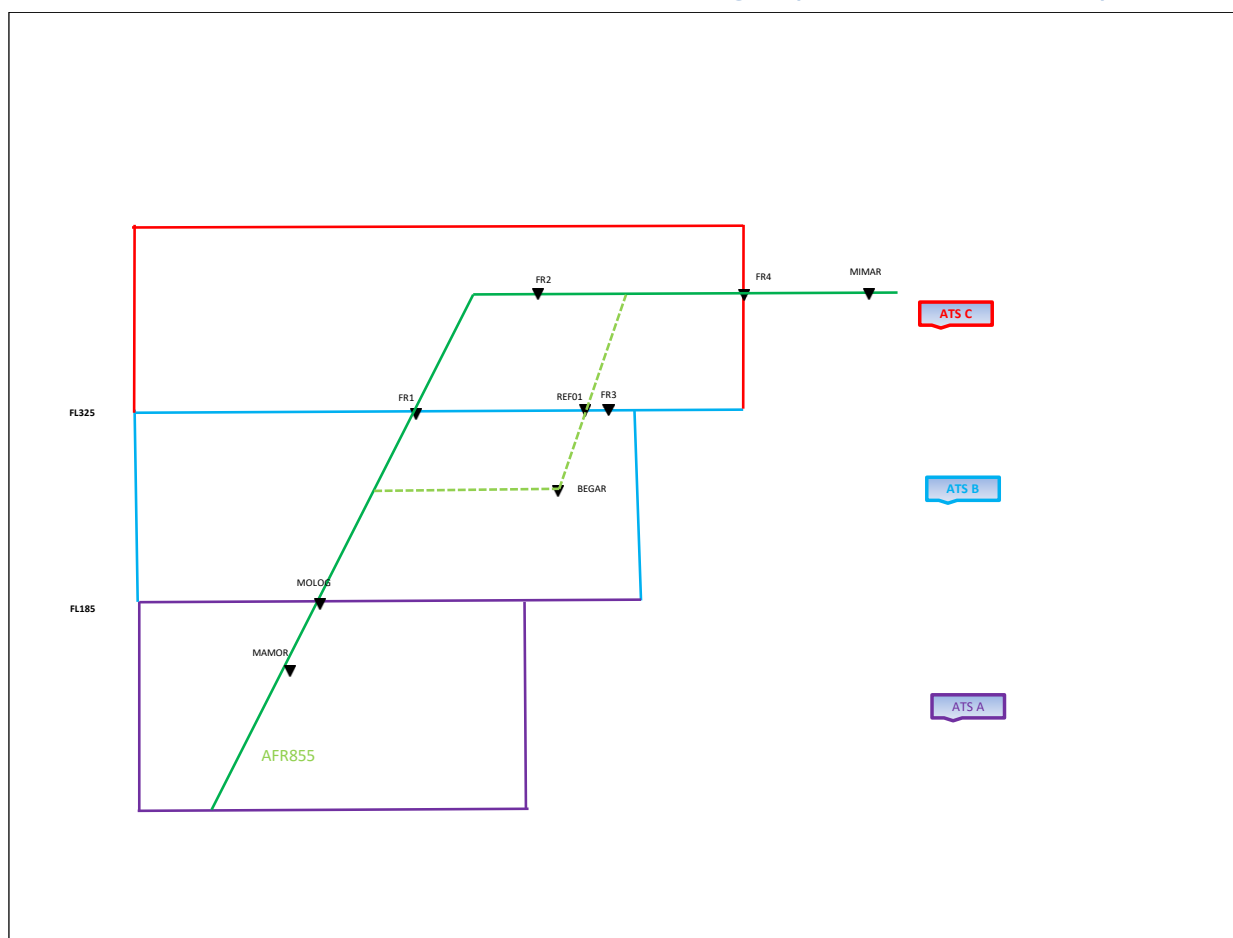 FR2
FR4
MIMAR
ATS C
FL325
FR1
REF01
FR3
BEGAR
ATS B
MOLOG
FL185
MAMOR
ATS A
AFR855